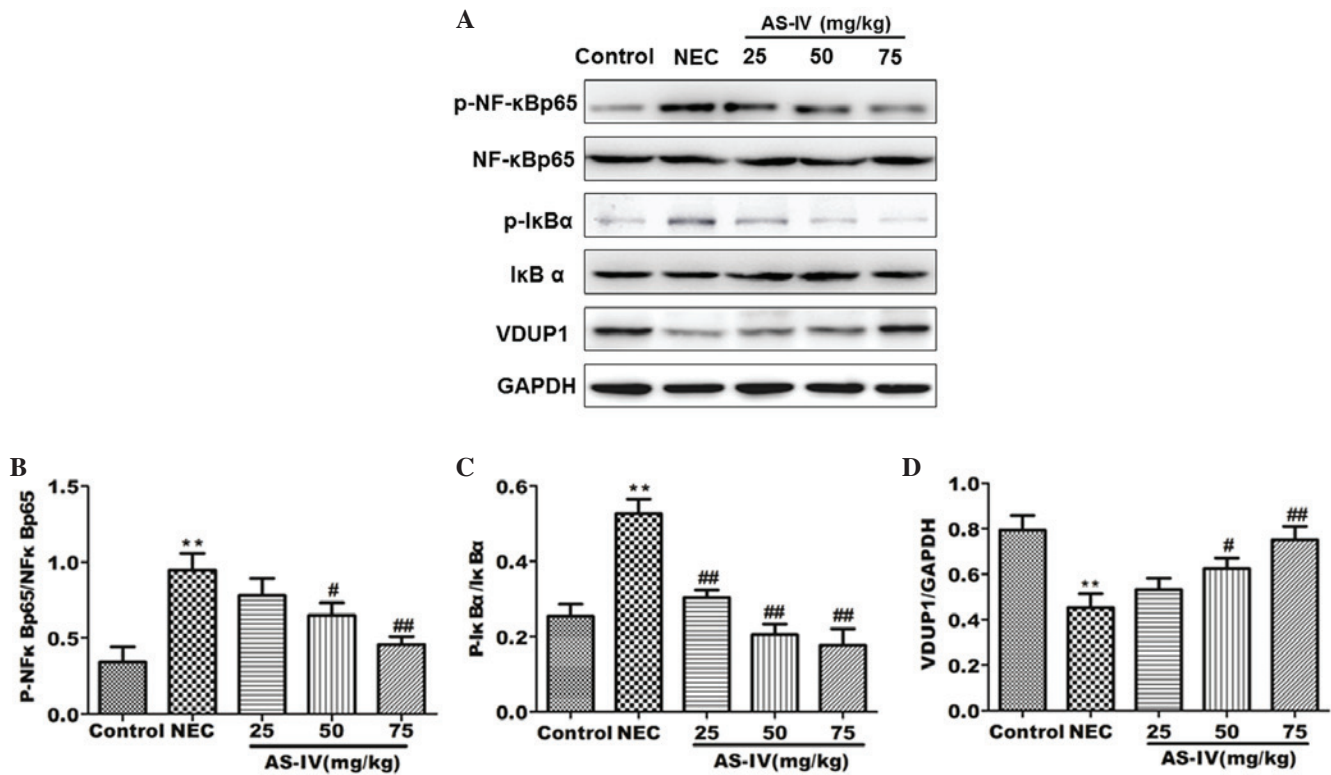 A
AS-IV (mg/kg)
Control NEC 25 50 75
p-NF-κBp65
NF-κBp65
p-IκBα
IκB α
VDUP1
GAPDH
B
P-NFκ Bp65/NFκ Bp65
1.5
1.0
0.5
0.0
**
#
##
Control NEC 25 50 75
AS-IV(mg/kg)
C
P-Iκ Bα/Iκ Bα
0.6
0.4
0.2
0.0
**
##
##
##
Control NEC 25 50 75
AS-IV(mg/kg)
D
VDUP1/GAPDH
1.0
0.8
0.6
0.4
0.2
0.0
**
#
##
Control NEC 25 50 75
AS-IV(mg/kg)